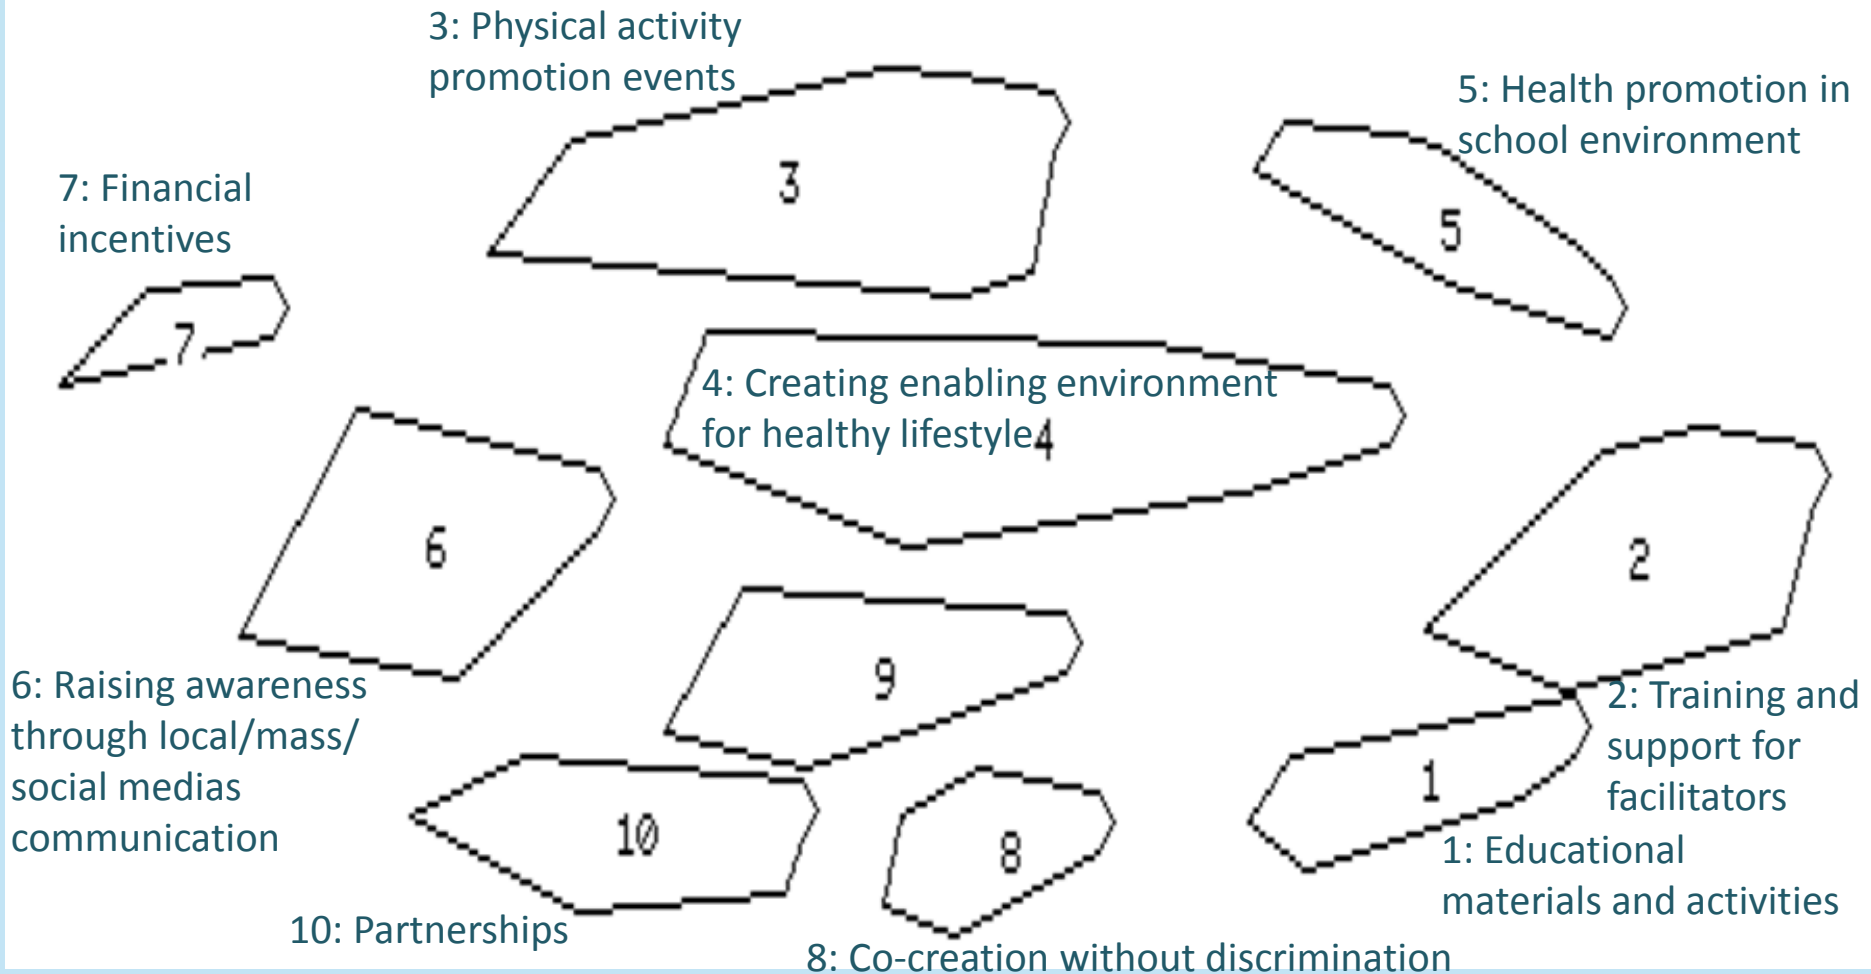 3: Physical activity
promotion events
5: Health promotion in
school environment
3
7: Financial
incentives
5
7
4: Creating enabling environment
for healthy lifestyle
4
6
2
9
6: Raising awareness
through local/mass/
social medias
communication
2: Training and
support for
facilitators
1
10
8
1: Educational
materials and activities
10: Partnerships
8: Co-creation without discrimination